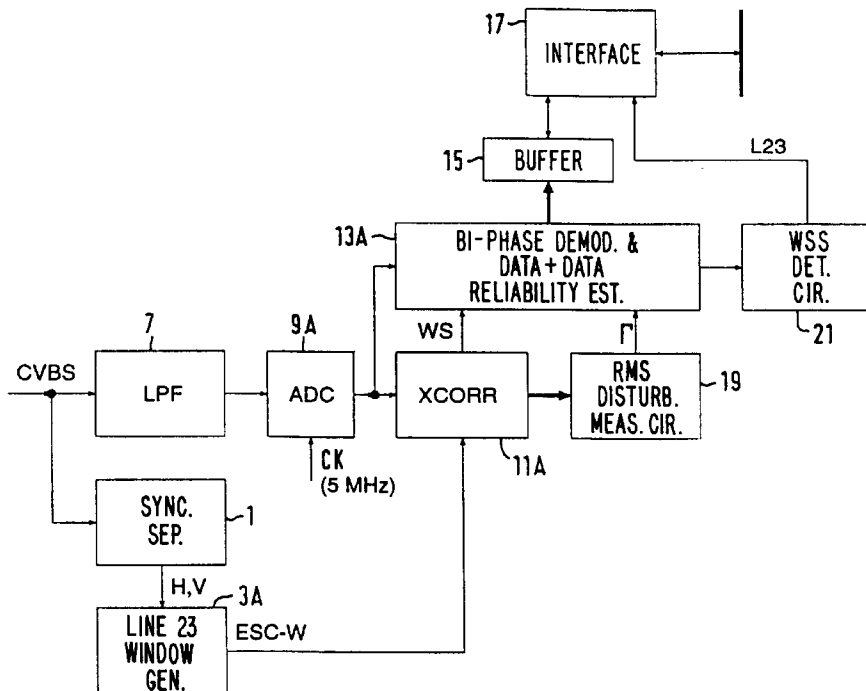 17
INTERFACE
L23
15
BUFFER
13A
BI-PHASE DEMOD. &
DATA + DATA
RELIABILITY EST.
WSS
DET.
CIR.
21
7
9A
WS
Γ
CVBS
LPF
ADC
XCORR
RMS
DISTURB.
MEAS. CIR.
19
11A
CK
(5 MHz)
SYNC.
SEP.
1
H,V
3A
LINE 23
WINDOW
GEN.
ESC-W